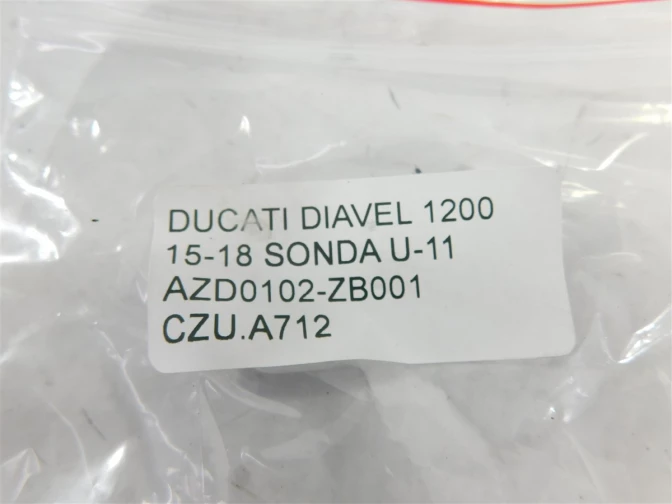 DUCATI DIAVEL 1200
15-18 SONDA U-11
AZD0102-ZB001
CZU.A712